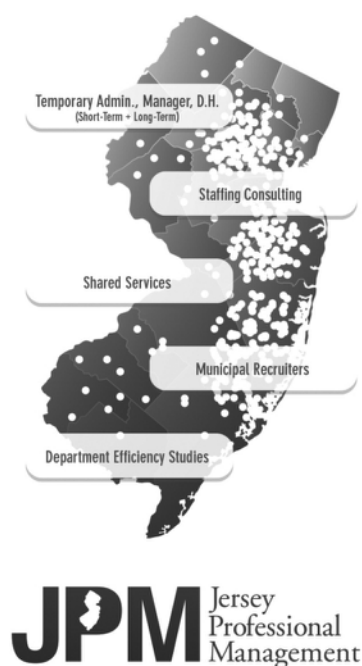 Temporary Admin., Manager, D.H.
(Short-Term + Long-Term)
Staffing Consulting
Shared Services
Municipal Recruiters
Department Efficiency Studies
JPM
Jersey
Professional
Management